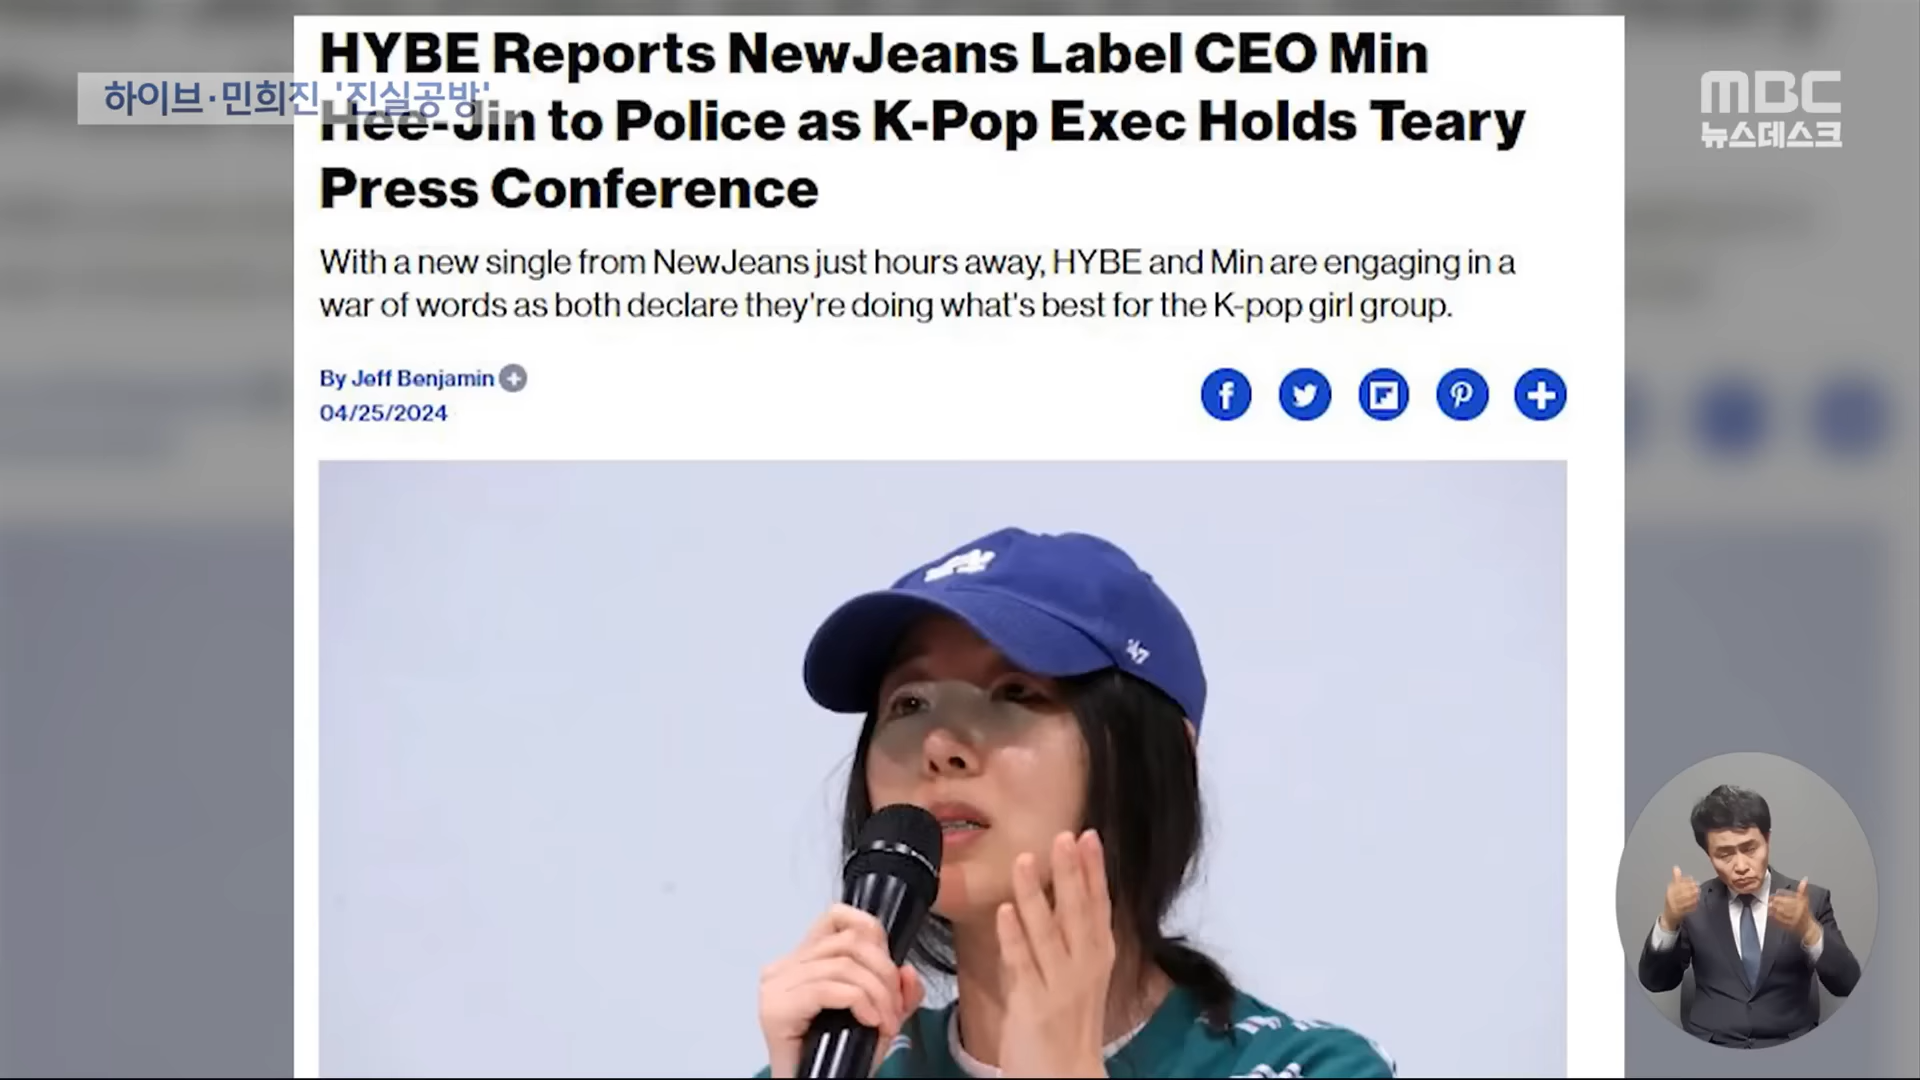 HYBE Reports NewJeans Label CEO Min
하이브·민희진 '진실공방'
Hee-Jin to Police as K-Pop Exec Holds Teary
Press Conference
MBC
뉴스데스크
With a new single from NewJeans just hours away, HYBE and Min are engaging in a
war of words as both declare they're doing what's best for the K-pop girl group.
By Jeff Benjamin
04/25/2024
'47